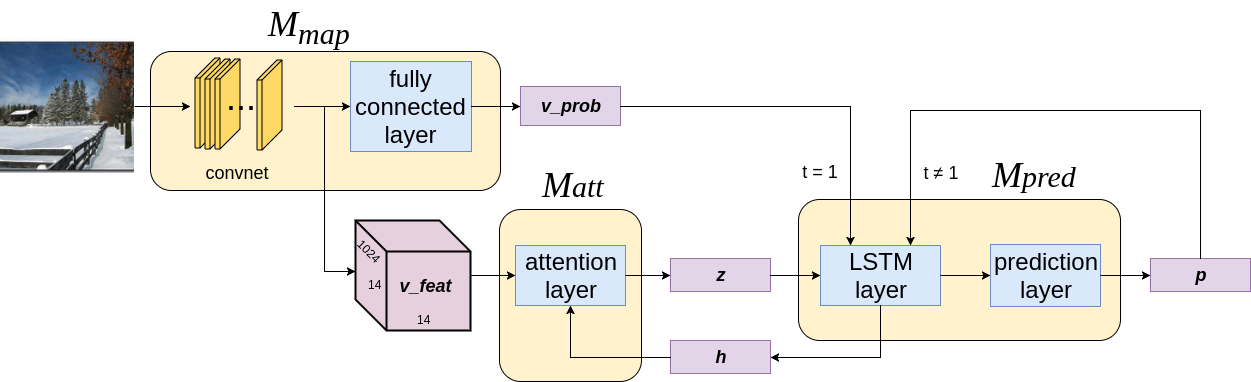 M_map
fully
connected
layer
...
convnet
v_prob
t = 1
t ≠ 1
Mpred
Matt
1024
14
v_feat
14
attention
layer
z
LSTM
layer
prediction
layer
p
h